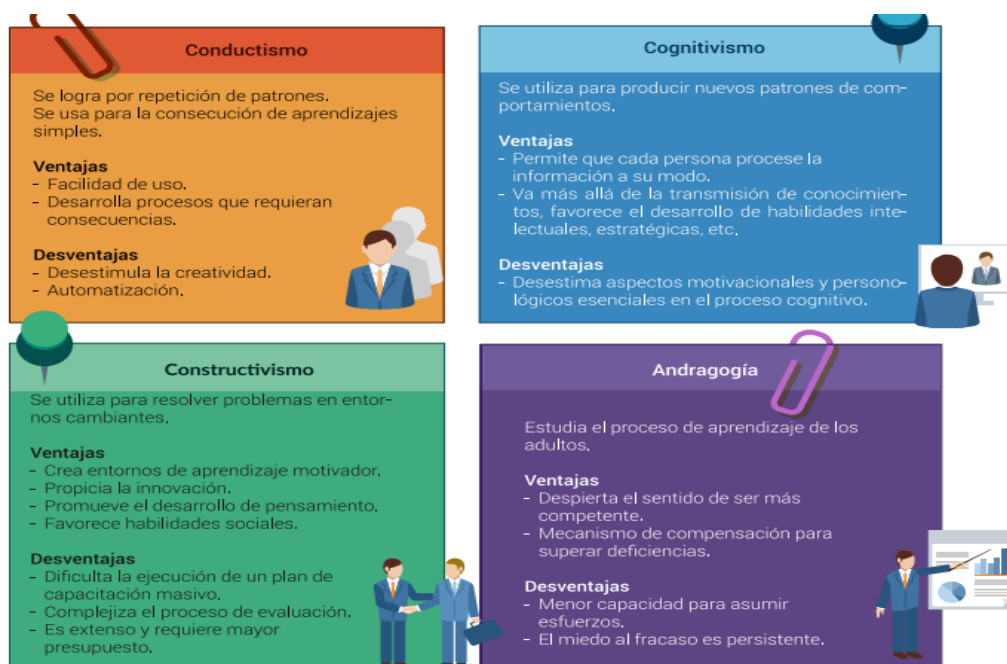 Conductismo
Se logra por repetición de patrones.
Se usa para la consecución de aprendizajes
simples.
Ventajas
- Facilidad de uso.
- Desarrolla procesos que requieran
consecuencias.
Desventajas
- Desestimula la creatividad.
- Automatización.
Cognitivismo
Se utiliza para producir nuevos patrones de com-
portamientos.
Ventajas
- Permite que cada persona procese la
información a su modo.
- Va más allá de la transmisión de conocimien-
tos, favorece el desarrollo de habilidades inte-
lectuales, estratégicas, etc.
Desventajas
- Desestima aspectos motivacionales y persono-
lógicos esenciales en el proceso cognitivo.
Constructivismo
Se utiliza para resolver problemas en entor-
nos cambiantes.
Ventajas
- Crea entornos de aprendizaje motivador.
- Propicia la innovación.
- Promueve el desarrollo de pensamiento.
- Favorece habilidades sociales.
Desventajas
- Dificulta la ejecución de un plan de
capacitación masivo.
- Complejiza el proceso de evaluación.
- Es extenso y requiere mayor
presupuesto.
Andragogía
Estudia el proceso de aprendizaje de los
adultos.
Ventajas
- Despierta el sentido de ser más
competente.
- Mecanismo de compensación para
superar deficiencias.
Desventajas
- Menor capacidad para asumir
esfuerzos.
- El miedo al fracaso es persistente.